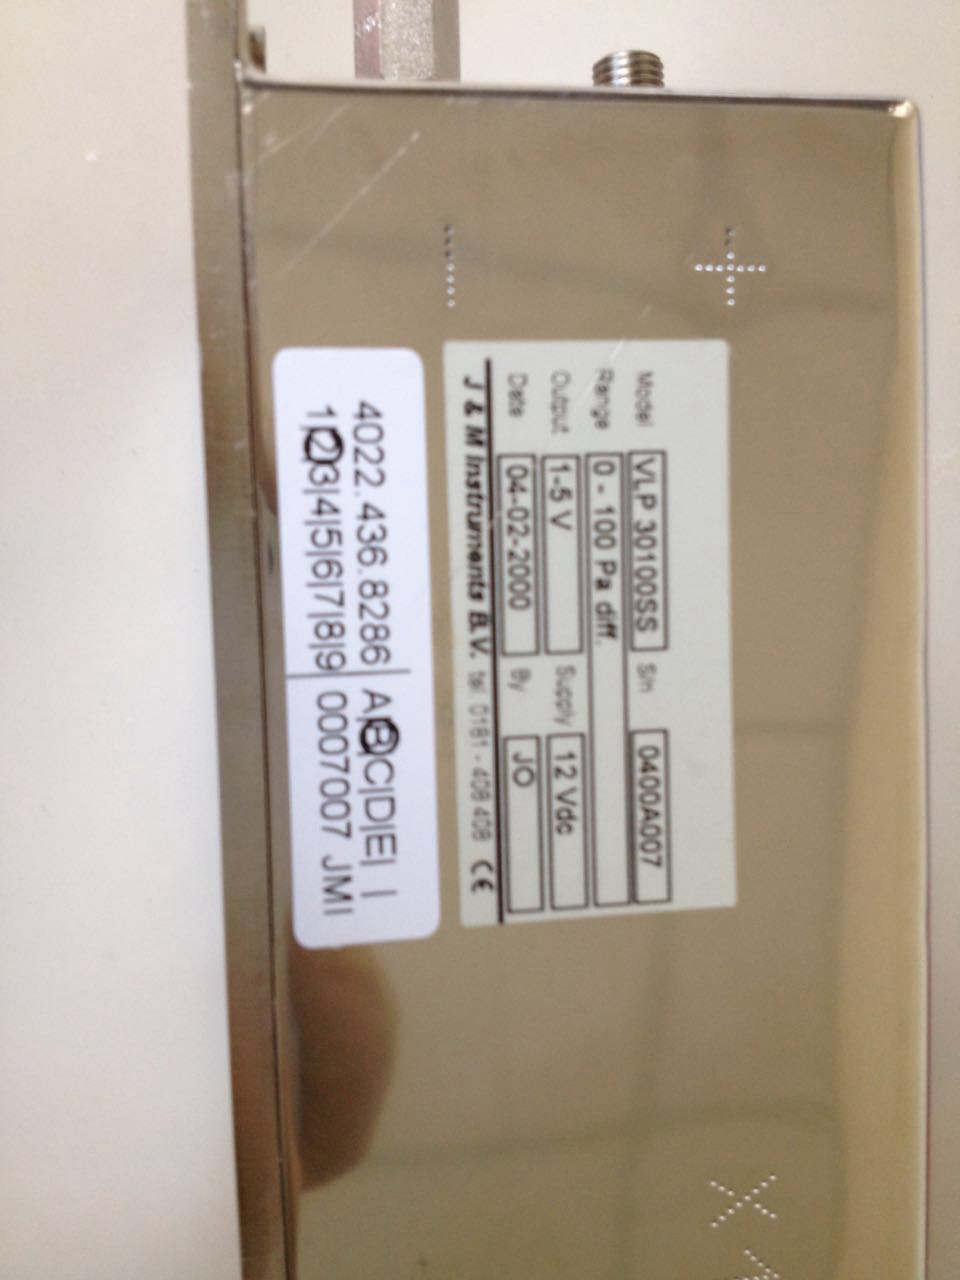 Model VLP 30100SS S/n 0400A007
Range 0 - 100 Pa diff.
Output 1-5 V Supply 12 Vdc
Date 04-02-2000 By JO
J & M Instruments B.V. tel 0181 - 408 408 CE
4022.436.8286 A|B|C|D|E| |
1|2|3|4|5|6|7|8|9 0007007 JMI